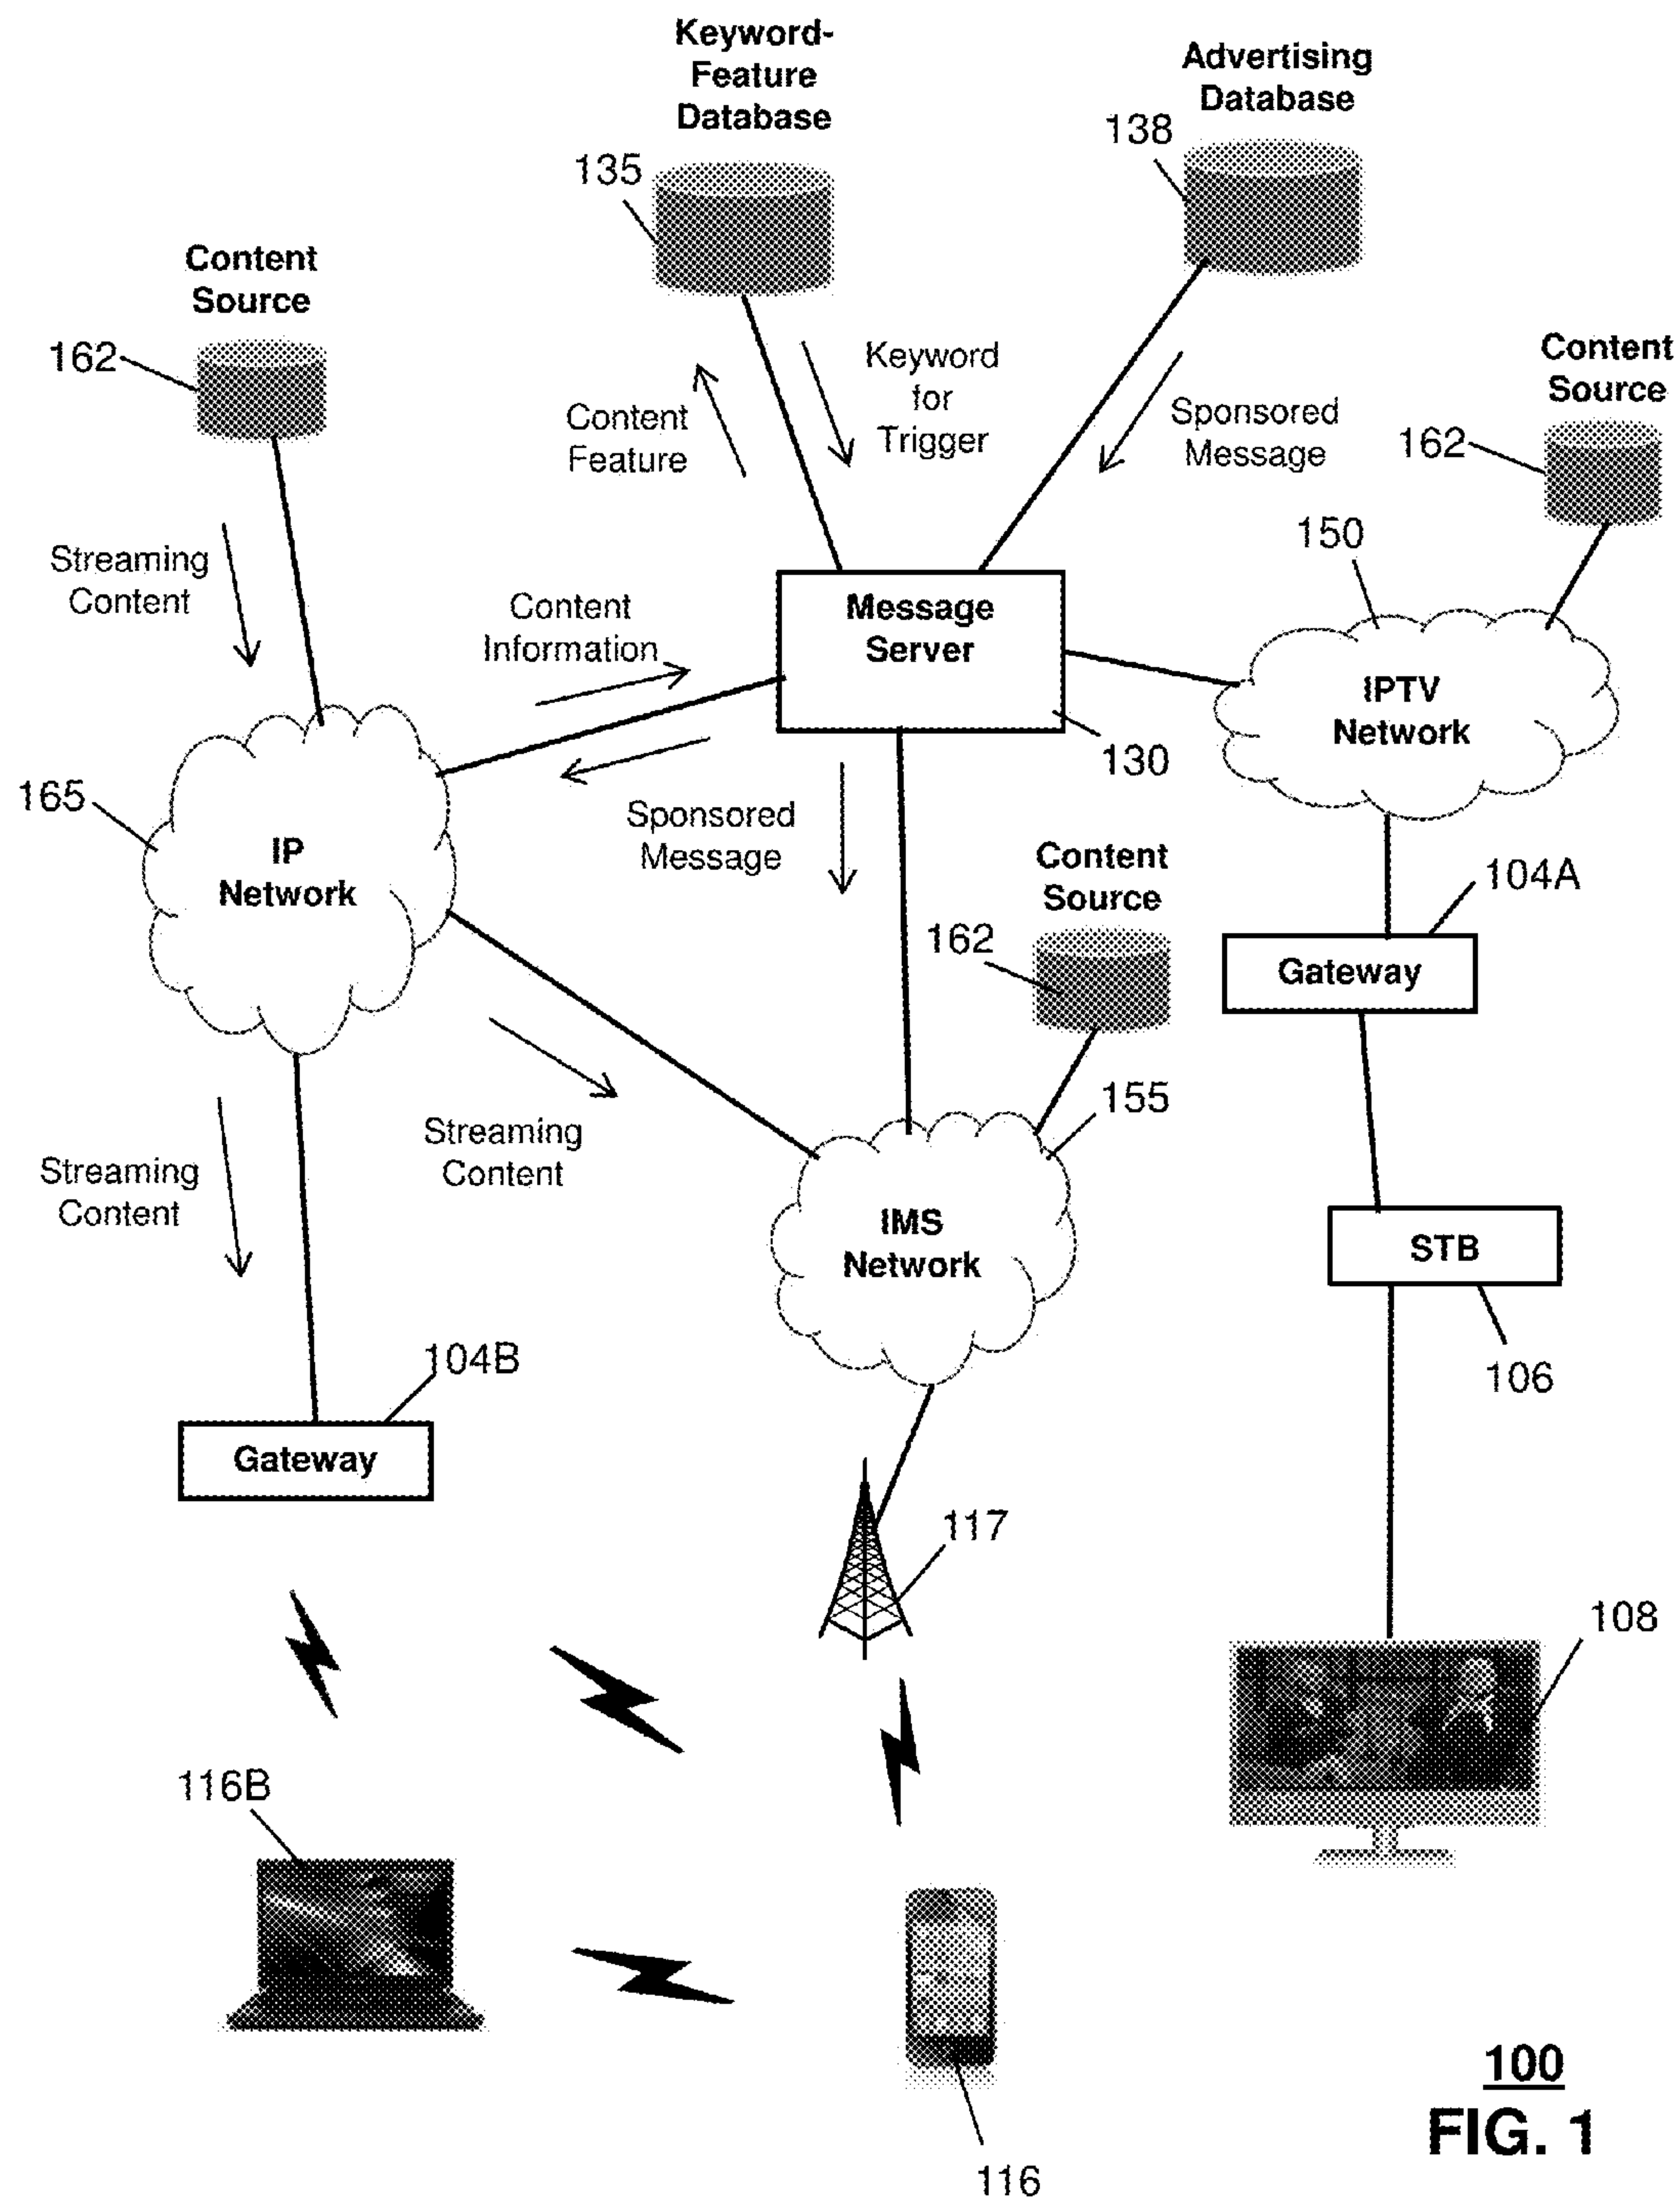 Keyword-
Feature
Database
135
Advertising
Database
138
Content
Source
162
Content
Feature
Keyword
for
Trigger
Sponsored
Message
Content
Source
162
150
Streaming
Content
Content
Information
Message
Server
130
IPTV
Network
165
IP
Network
Sponsored
Message
Content
Source
162
104A
Gateway
155
Streaming
Content
Streaming
Content
IMS
Network
STB
106
104B
Gateway
117
108
116B
116
100
FIG. 1